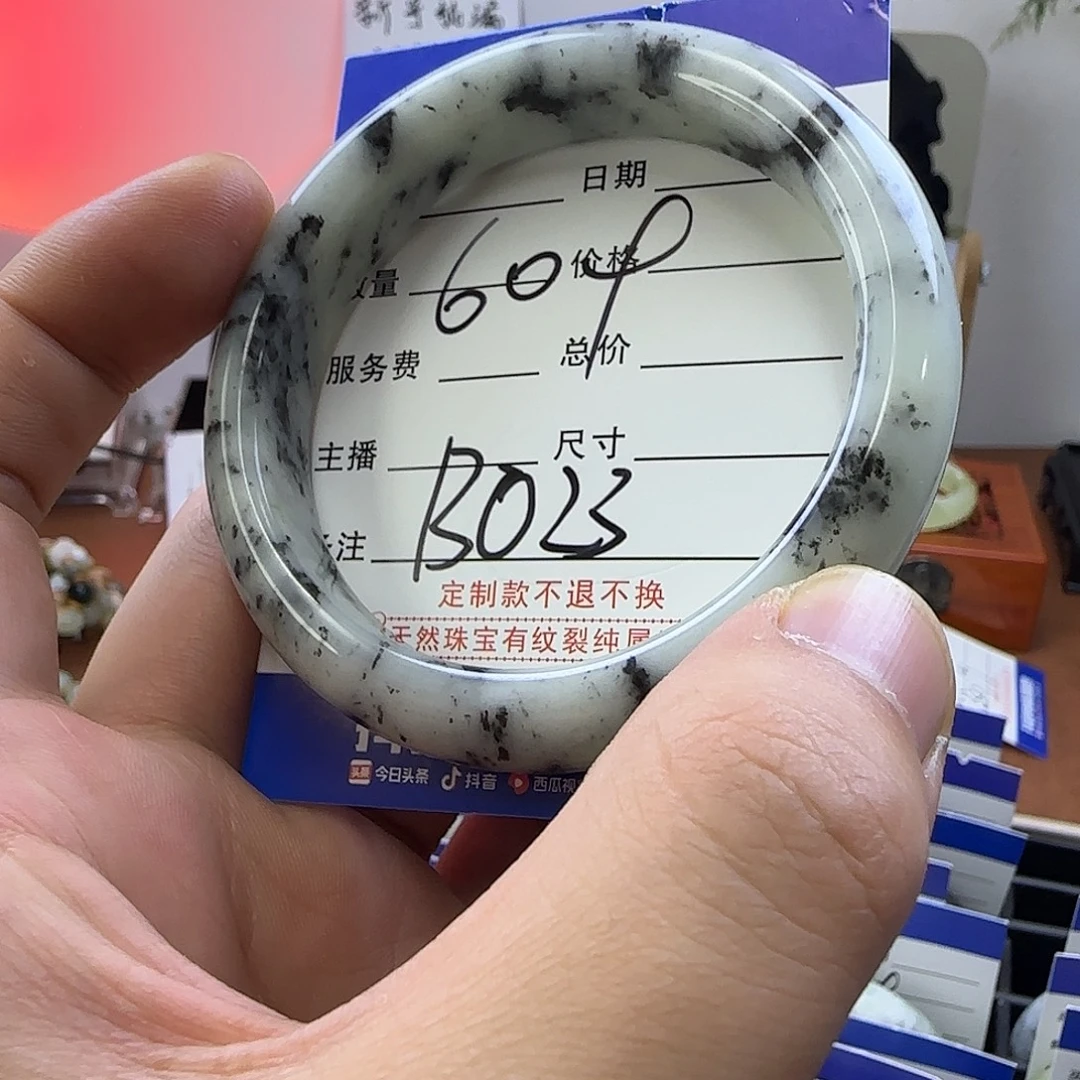 日期
量 609 价格
服务费 总价
主播 尺寸
注 B023
定制款不退不换
天然珠宝有纹裂纯属
今日头条 抖音 西瓜视